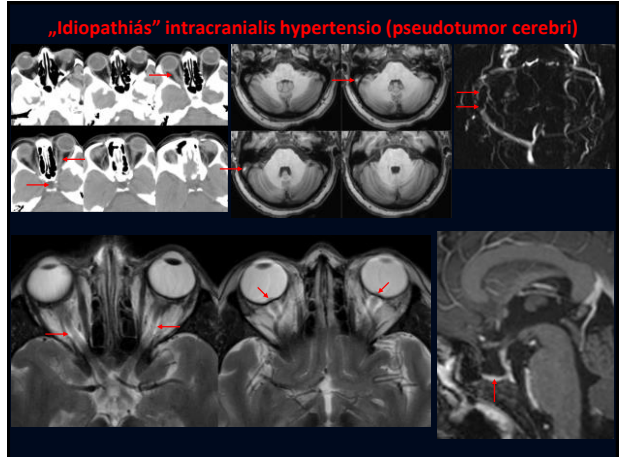 „Idiopathiás” intracranialis hypertensio (pseudotumor cerebri)